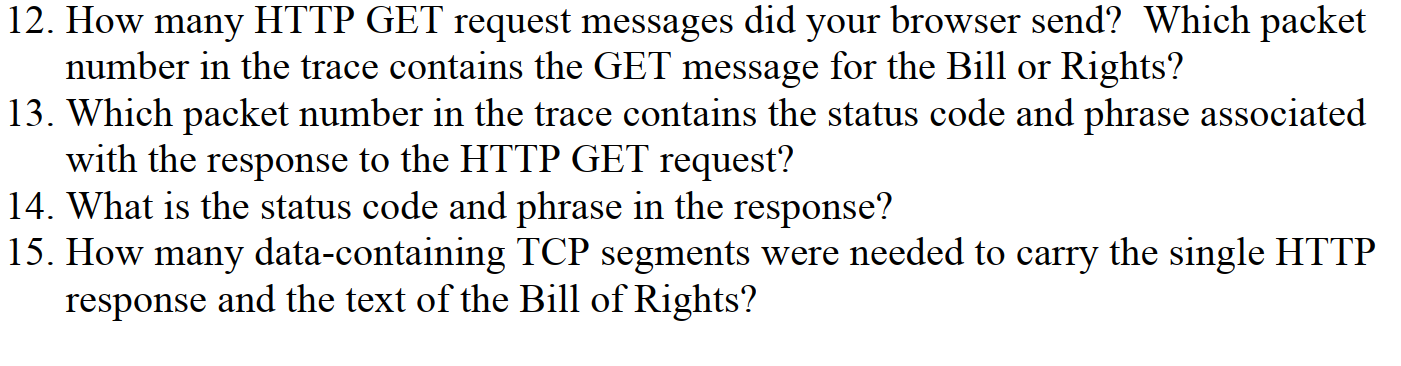 12. How many HTTP GET request messages did your browser send?  Which packet
number in the trace contains the GET message for the Bill or Rights?
13. Which packet number in the trace contains the status code and phrase associated
with the response to the HTTP GET request?
14. What is the status code and phrase in the response?
15. How many data-containing TCP segments were needed to carry the single HTTP
response and the text of the Bill of Rights?